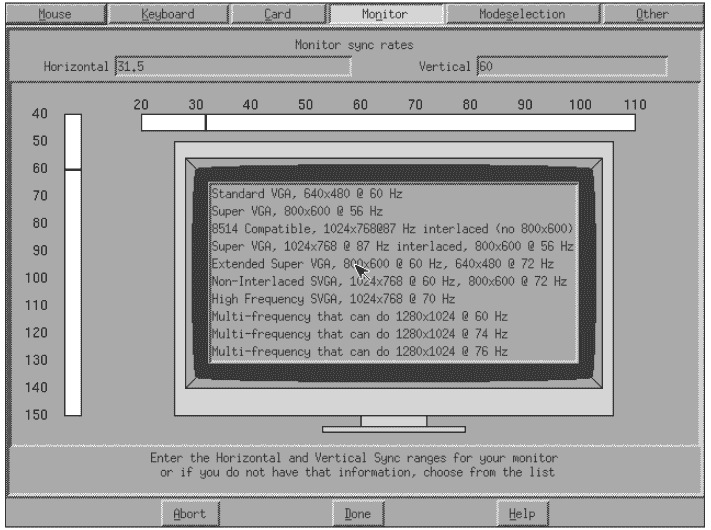 Mouse Keyboard Card Monitor Modeselection Other
Monitor sync rates
Horizontal 31.5 Vertical 60
20 30 40 50 60 70 80 90 100 110
40
50
60
70
80
90
100
110
120
130
140
150
Standard VGA, 640x480 @ 60 Hz
Super VGA, 800x600 @ 56 Hz
8514 Compatible, 1024x768@87 Hz interlaced (no 800x600)
Super VGA, 1024x768 @ 87 Hz interlaced, 800x600 @ 56 Hz
Extended Super VGA, 800x600 @ 60 Hz, 640x480 @ 72 Hz
Non-Interlaced SVGA, 1024x768 @ 60 Hz, 800x600 @ 72 Hz
High Frequency SVGA, 1024x768 @ 70 Hz
Multi-frequency that can do 1280x1024 @ 60 Hz
Multi-frequency that can do 1280x1024 @ 74 Hz
Multi-frequency that can do 1280x1024 @ 76 Hz
Enter the Horizontal and Vertical Sync ranges for your monitor
or if you do not have that information, choose from the list
Abort Done Help